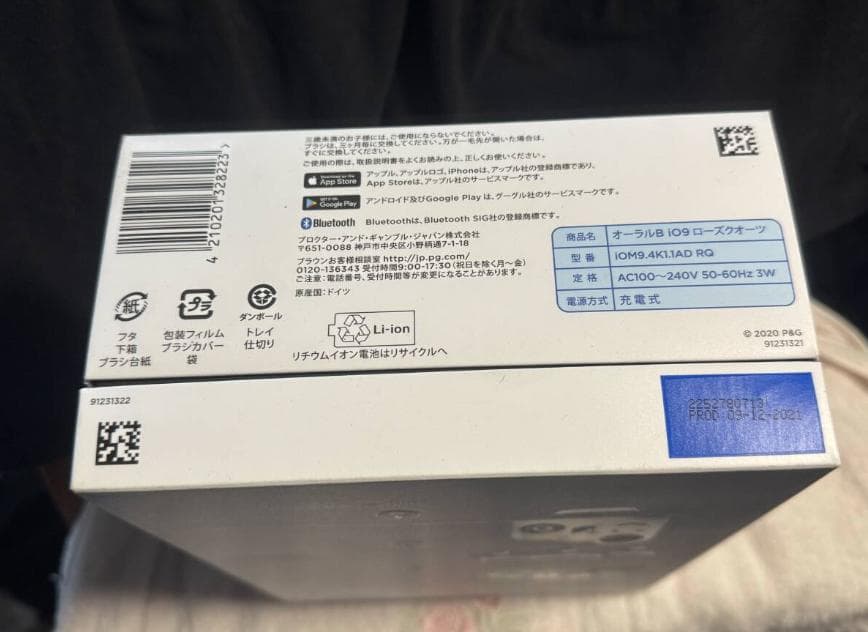 4 210201 328223
三歳未満のお子様には、ご使用にならないでください。
ブラシは、三ヶ月毎に交換してください。万が一毛先が開いた場合は、
すぐに交換してください。
ご使用の際は、取扱説明書をよくお読みの上、正しくお使いください。
Download on the App Store
アップル、アップルロゴ、iPhoneは、アップル社の登録商標であり、
App Storeは、アップル社のサービスマークです。
GET IT ON Google Play
アンドロイド及びGoogle Play は、グーグル社のサービスマークです。
Bluetooth
Bluetoothは、Bluetooth SIG社の登録商標です。
プロクター・アンド・ギャンブル・ジャパン株式会社
〒651-0088 神戸市中央区小野柄通7-1-18
ブラウンお客様相談室 http://jp.pg.com/
0120-136343 受付時間9:00-17:30(祝日を除く月〜金)
ご注意：電話番号、受付時間等が変更になることがあります。
原産国：ドイツ
商品名 オーラルB iO9 ローズクオーツ
型番 iOM9.4K1.1AD RQ
定格 AC100〜240V 50-60Hz 3W
電源方式 充電式
紙
フタ
下箱
ブラシ台紙
プラ
包装フィルム
ブラシカバー
袋
ダンボール
トレイ
仕切り
Li-ion
リチウムイオン電池はリサイクルへ
© 2020 P&G
91231321
91231322
2252780713
PROD 09-12-2021